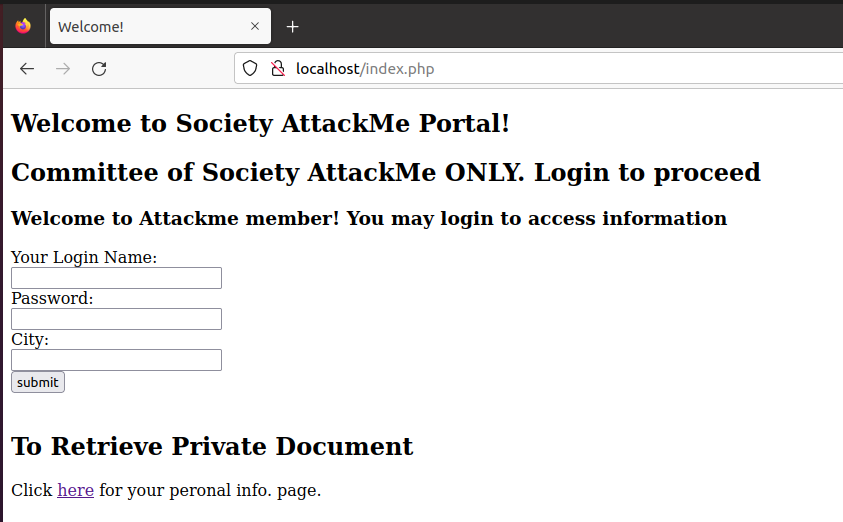 Welcome!
localhost/index.php
Welcome to Society AttackMe Portal!
Committee of Society AttackMe ONLY. Login to proceed
Welcome to Attackme member! You may login to access information
Your Login Name:
Password:
City:
submit
To Retrieve Private Document
Click here for your peronal info. page.